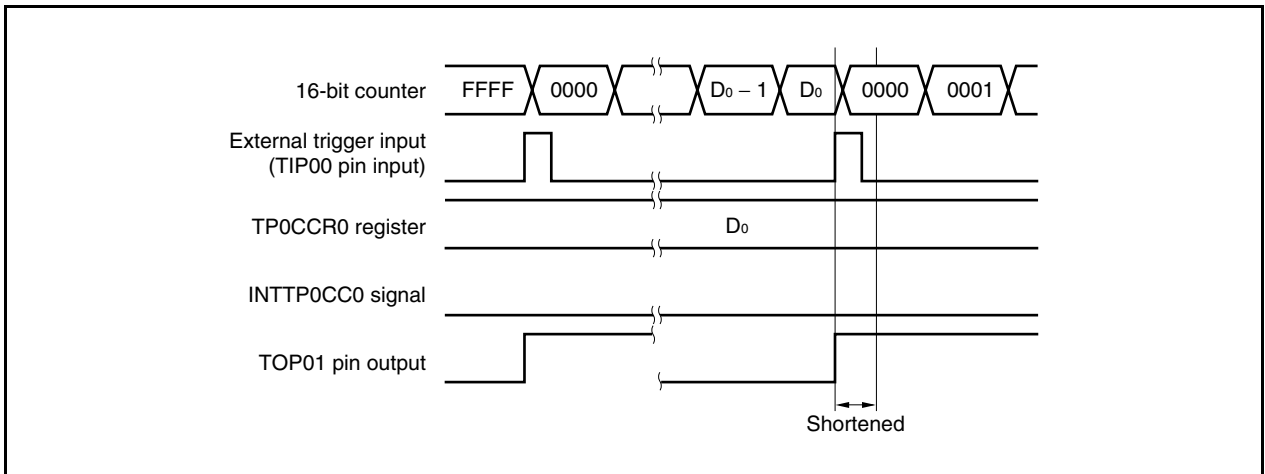 16-bit counter FFFF 0000 D₀ − 1 D₀ 0000 0001
External trigger input
(TIP00 pin input)
TP0CCR0 register D₀
INTTP0CC0 signal
TOP01 pin output
Shortened